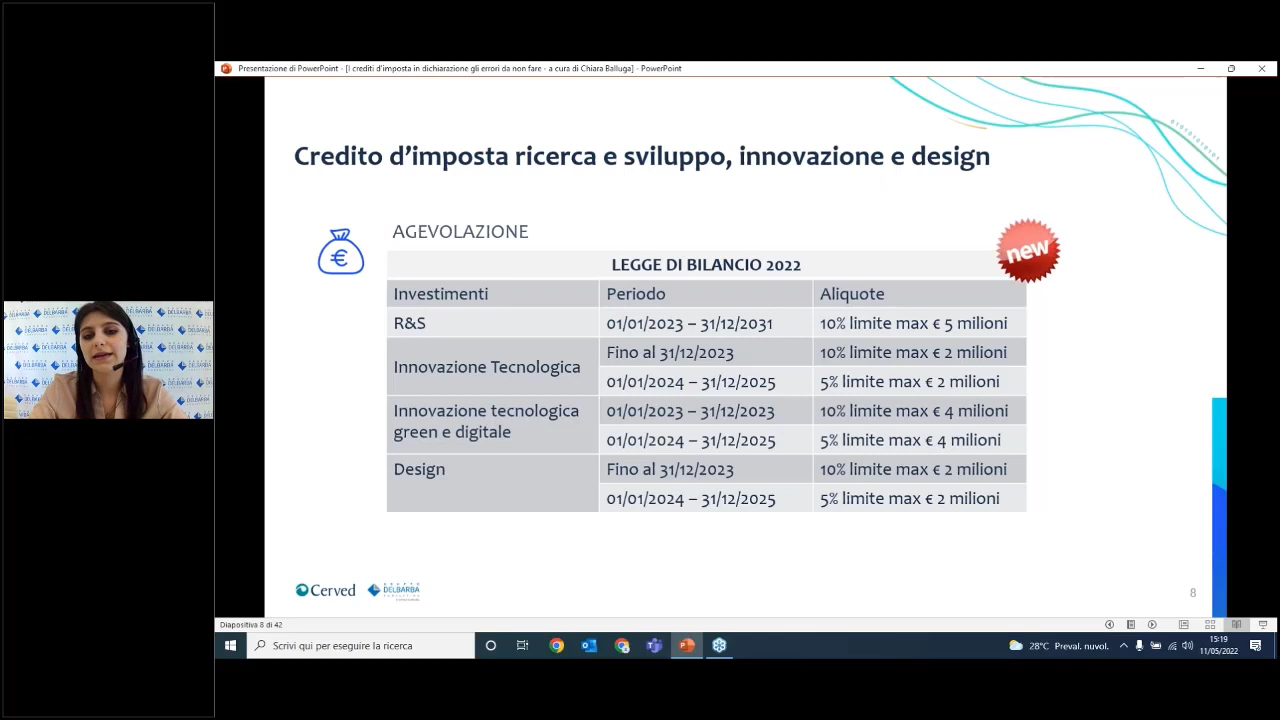 Presentazione di PowerPoint - [I crediti d'imposta in dichiarazione gli errori da non fare - a cura di Chiara Balluga] - PowerPoint
Credito d'imposta ricerca e sviluppo, innovazione e design
AGEVOLAZIONE
new
LEGGE DI BILANCIO 2022
Investimenti Periodo Aliquote
R&S 01/01/2023 – 31/12/2031 10% limite max € 5 milioni
Innovazione Tecnologica Fino al 31/12/2023 10% limite max € 2 milioni
01/01/2024 – 31/12/2025 5% limite max € 2 milioni
Innovazione tecnologica green e digitale 01/01/2023 – 31/12/2023 10% limite max € 4 milioni
01/01/2024 – 31/12/2025 5% limite max € 4 milioni
Design Fino al 31/12/2023 10% limite max € 2 milioni
01/01/2024 – 31/12/2025 5% limite max € 2 milioni
Cerved GRUPPO DELBARBA
8
Diapositiva 8 di 42
Scrivi qui per eseguire la ricerca
28°C Preval. nuvol.
15:19
11/05/2022